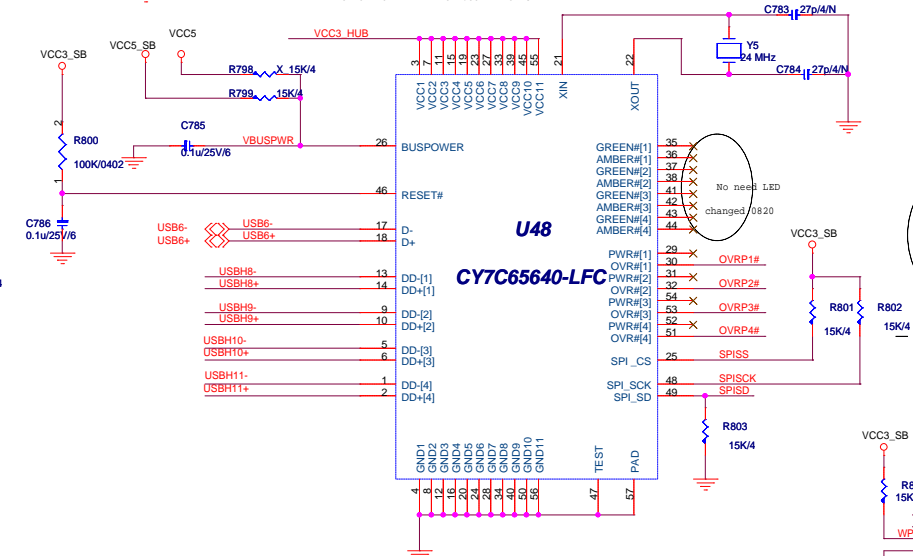 C783
27p/4/N
VCC5
VCC3_HUB
VCC5_SB
VCC3_SB
Y5
24 MHz
R798
X_15K/4
C784
27p/4/N
R799
15K/4
3
7
11
15
19
23
27
33
39
45
55
21
22
VCC1
VCC2
VCC3
VCC4
VCC5
VCC6
VCC7
VCC8
VCC9
VCC10
VCC11
XIN
XOUT
2
R800
100K/0402
1
C785
0.1u/25V/6
VBUSPWR
26
BUSPOWER
46
RESET#
C786
0.1u/25V/6
USB6-
USB6-
17
D-
USB6+
USB6+
18
D+
USBH8-
13
DD-[1]
USBH8+
14
DD+[1]
USBH9-
9
DD-[2]
USBH9+
10
DD+[2]
USBH10-
5
DD-[3]
USBH10+
6
DD+[3]
USBH11-
1
DD-[4]
USBH11+
2
DD+[4]
U48
CY7C65640-LFC
GREEN#[1]
35
AMBER#[1]
36
GREEN#[2]
37
AMBER#[2]
38
GREEN#[3]
41
AMBER#[3]
42
GREEN#[4]
43
AMBER#[4]
44
No need LED
changed 0820
PWR#[1]
29
OVR#[1]
30
OVRP1#
PWR#[2]
31
OVR#[2]
32
OVRP2#
PWR#[3]
54
OVR#[3]
53
OVRP3#
PWR#[4]
52
OVR#[4]
51
OVRP4#
SPI_CS
25
SPISS
SPI_SCK
48
SPISCK
SPI_SD
49
SPISD
VCC3_SB
R801
15K/4
R802
15K/4
R803
15K/4
VCC3_SB
15K
WP
GND1
GND2
GND3
GND4
GND5
GND6
GND7
GND8
GND9
GND10
GND11
TEST
PAD
4
8
12
16
20
24
28
34
40
50
56
47
57